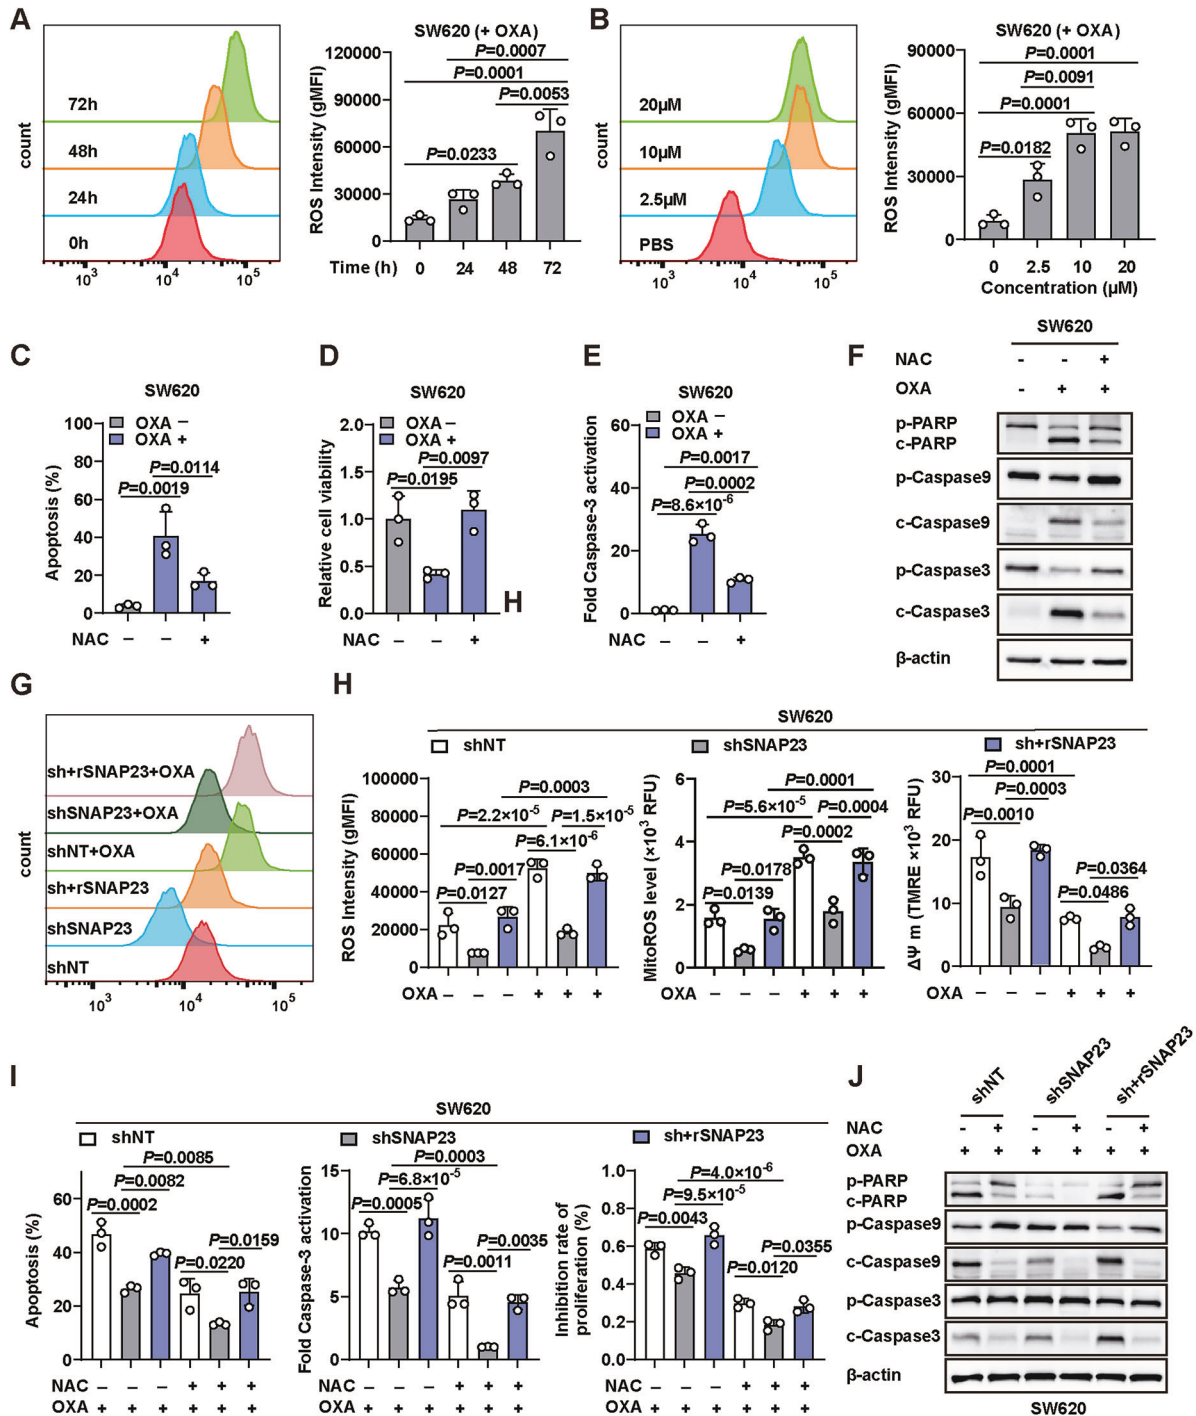 A
count
72h
48h
24h
0h
10³ 10⁴ 10⁵
SW620 (+ OXA)
ROS Intensity (gMFI)
120000
90000
60000
30000
0
P=0.0007
P=0.0001
P=0.0053
P=0.0233
Time (h) 0 24 48 72
B
count
20μM
10μM
2.5μM
PBS
10³ 10⁴ 10⁵
SW620 (+ OXA)
ROS Intensity (gMFI)
90000
60000
30000
0
P=0.0001
P=0.0091
P=0.0001
P=0.0182
0 2.5 10 20
Concentration (μM)
C
SW620
OXA –
OXA +
Apoptosis (%)
100
80
60
40
20
0
P=0.0114
P=0.0019
NAC – – +
D
SW620
OXA –
OXA +
Relative cell viability
2.0
1.5
1.0
0.5
0.0
P=0.0097
P=0.0195
NAC – – +
H
E
SW620
OXA –
OXA +
Fold Caspase-3 activation
60
40
20
0
P=0.0017
P=0.0002
P=8.6×10⁻⁶
NAC – – +
F
SW620
NAC - - +
OXA - + +
p-PARP
c-PARP
p-Caspase9
c-Caspase9
p-Caspase3
c-Caspase3
β-actin
G
count
sh+rSNAP23+OXA
shSNAP23+OXA
shNT+OXA
sh+rSNAP23
shSNAP23
shNT
10³ 10⁴ 10⁵
H
SW620
shNT
shSNAP23
sh+rSNAP23
ROS Intensity (gMFI)
100000
80000
60000
40000
20000
0
P=0.0003
P=2.2×10⁻⁵
P=1.5×10⁻⁵
P=6.1×10⁻⁶
P=0.0017
P=0.0127
OXA – – – + + +
MitoROS level (×10³ RFU)
6
4
2
0
P=0.0001
P=5.6×10⁻⁵
P=0.0004
P=0.0002
P=0.0178
P=0.0139
– – – + + +
ΔΨ m (TMRE ×10³ RFU)
30
20
10
0
P=0.0001
P=0.0003
P=0.0010
P=0.0364
P=0.0486
OXA – – – + + +
I
SW620
shNT
shSNAP23
sh+rSNAP23
Apoptosis (%)
60
40
20
0
P=0.0085
P=0.0082
P=0.0002
P=0.0159
P=0.0220
NAC – – – + + +
OXA + + + + + +
Fold Caspase-3 activation
15
10
5
0
P=0.0003
P=6.8×10⁻⁵
P=0.0005
P=0.0035
P=0.0011
NAC – – – + + +
OXA + + + + + +
Inhibition rate of
proliferation (%)
1.0
0.8
0.6
0.4
0.2
0.0
P=4.0×10⁻⁶
P=9.5×10⁻⁵
P=0.0043
P=0.0355
P=0.0120
NAC – – – + + +
OXA + + + + + +
J
shNT
shSNAP23
sh+rSNAP23
NAC - + - + - +
OXA + + + + + +
p-PARP
c-PARP
p-Caspase9
c-Caspase9
p-Caspase3
c-Caspase3
β-actin
SW620